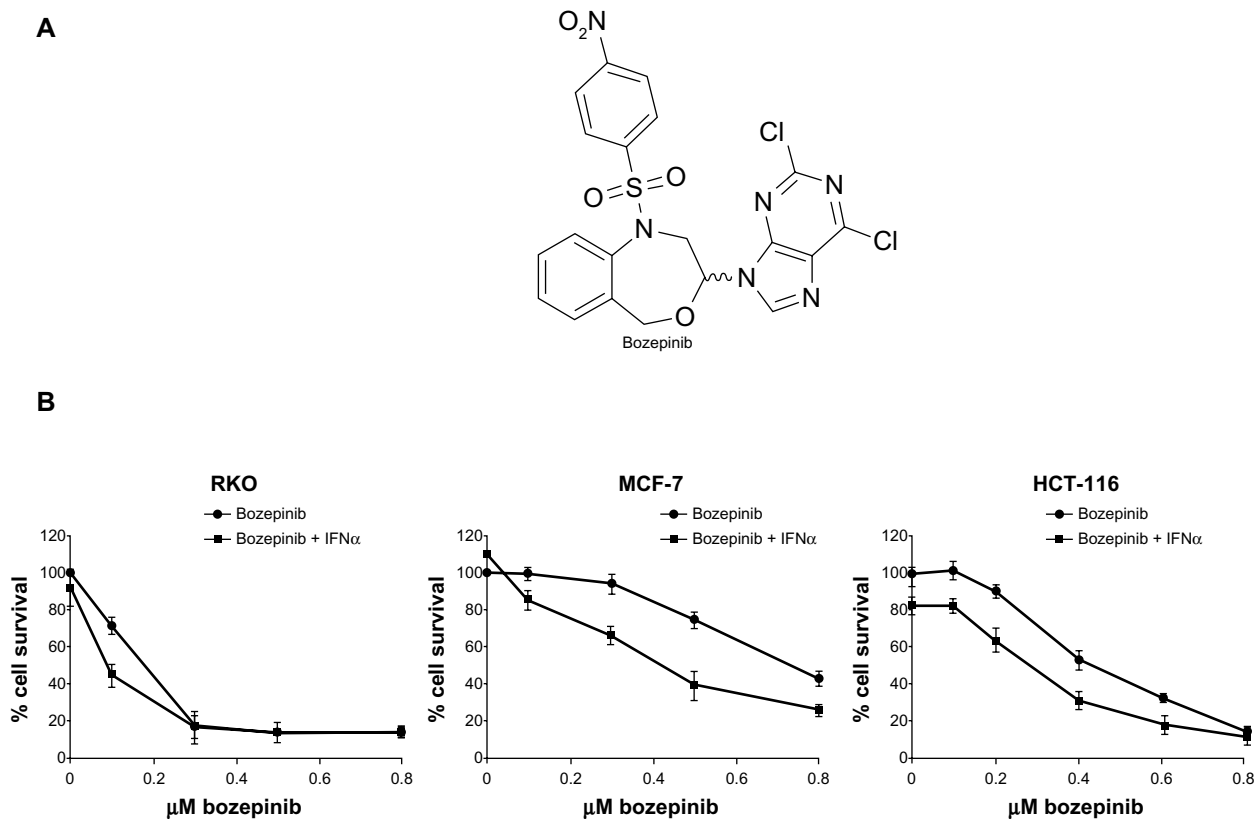 A
O2N
Cl
O
S
O
N
N
N
Cl
N
N
O
Bozepinib
B
RKO
Bozepinib
Bozepinib + IFNα
120
100
80
60
40
20
0
% cell survival
0 0.2 0.4 0.6 0.8
μM bozepinib
MCF-7
Bozepinib
Bozepinib + IFNα
120
100
80
60
40
20
0
% cell survival
0 0.2 0.4 0.6 0.8
μM bozepinib
HCT-116
Bozepinib
Bozepinib + IFNα
120
100
80
60
40
20
0
% cell survival
0 0.2 0.4 0.6 0.8
μM bozepinib